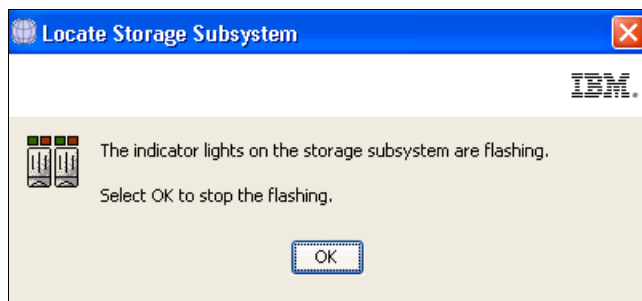 Locate Storage Subsystem
IBM.
The indicator lights on the storage subsystem are flashing.
Select OK to stop the flashing.
OK